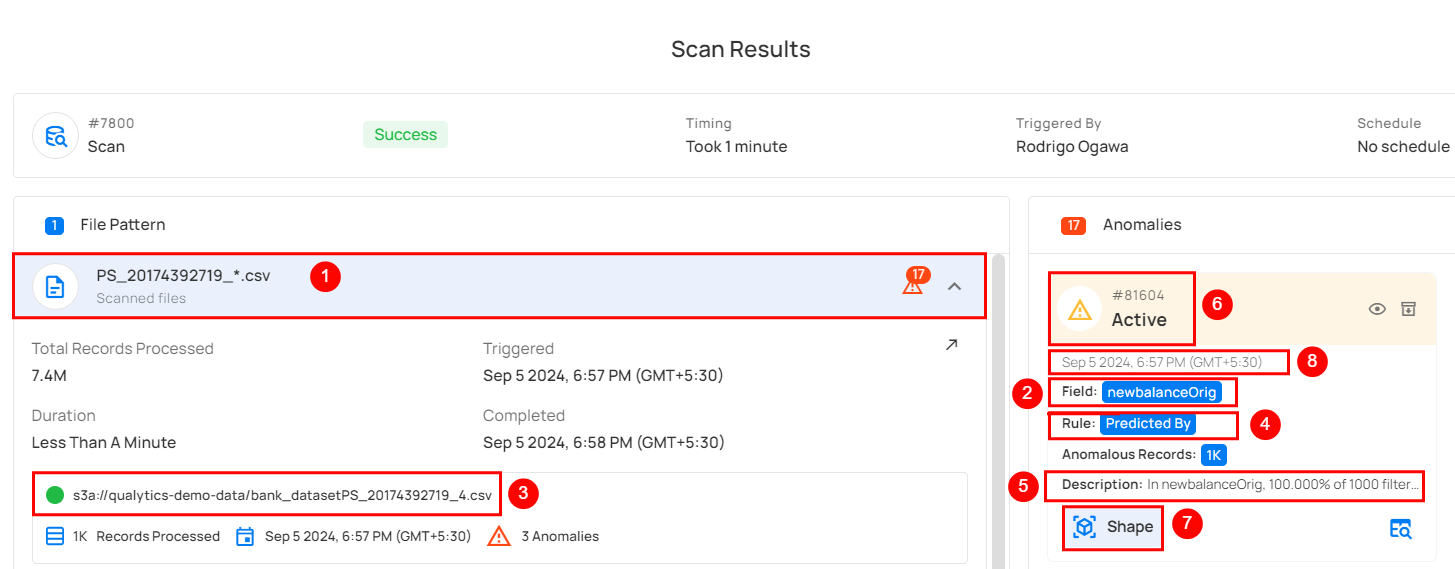 Scan Results
#7800
Scan
Success
Timing
Took 1 minute
Triggered By
Rodrigo Ogawa
Schedule
No schedule
1 File Pattern
PS_20174392719_*.csv
Scanned files
1
17
Total Records Processed
7.4M
Triggered
Sep 5 2024, 6:57 PM (GMT+5:30)
Duration
Less Than A Minute
Completed
Sep 5 2024, 6:58 PM (GMT+5:30)
s3a://qualytics-demo-data/bank_datasetPS_20174392719_4.csv
3
1K Records Processed Sep 5 2024, 6:57 PM (GMT+5:30) 3 Anomalies
17 Anomalies
#81604
Active
6
Sep 5 2024, 6:57 PM (GMT+5:30)
8
2
Field: newbalanceOrig
Rule: Predicted By
4
Anomalous Records: 1K
5
Description: In newbalanceOrig, 100.000% of 1000 filter...
Shape
7